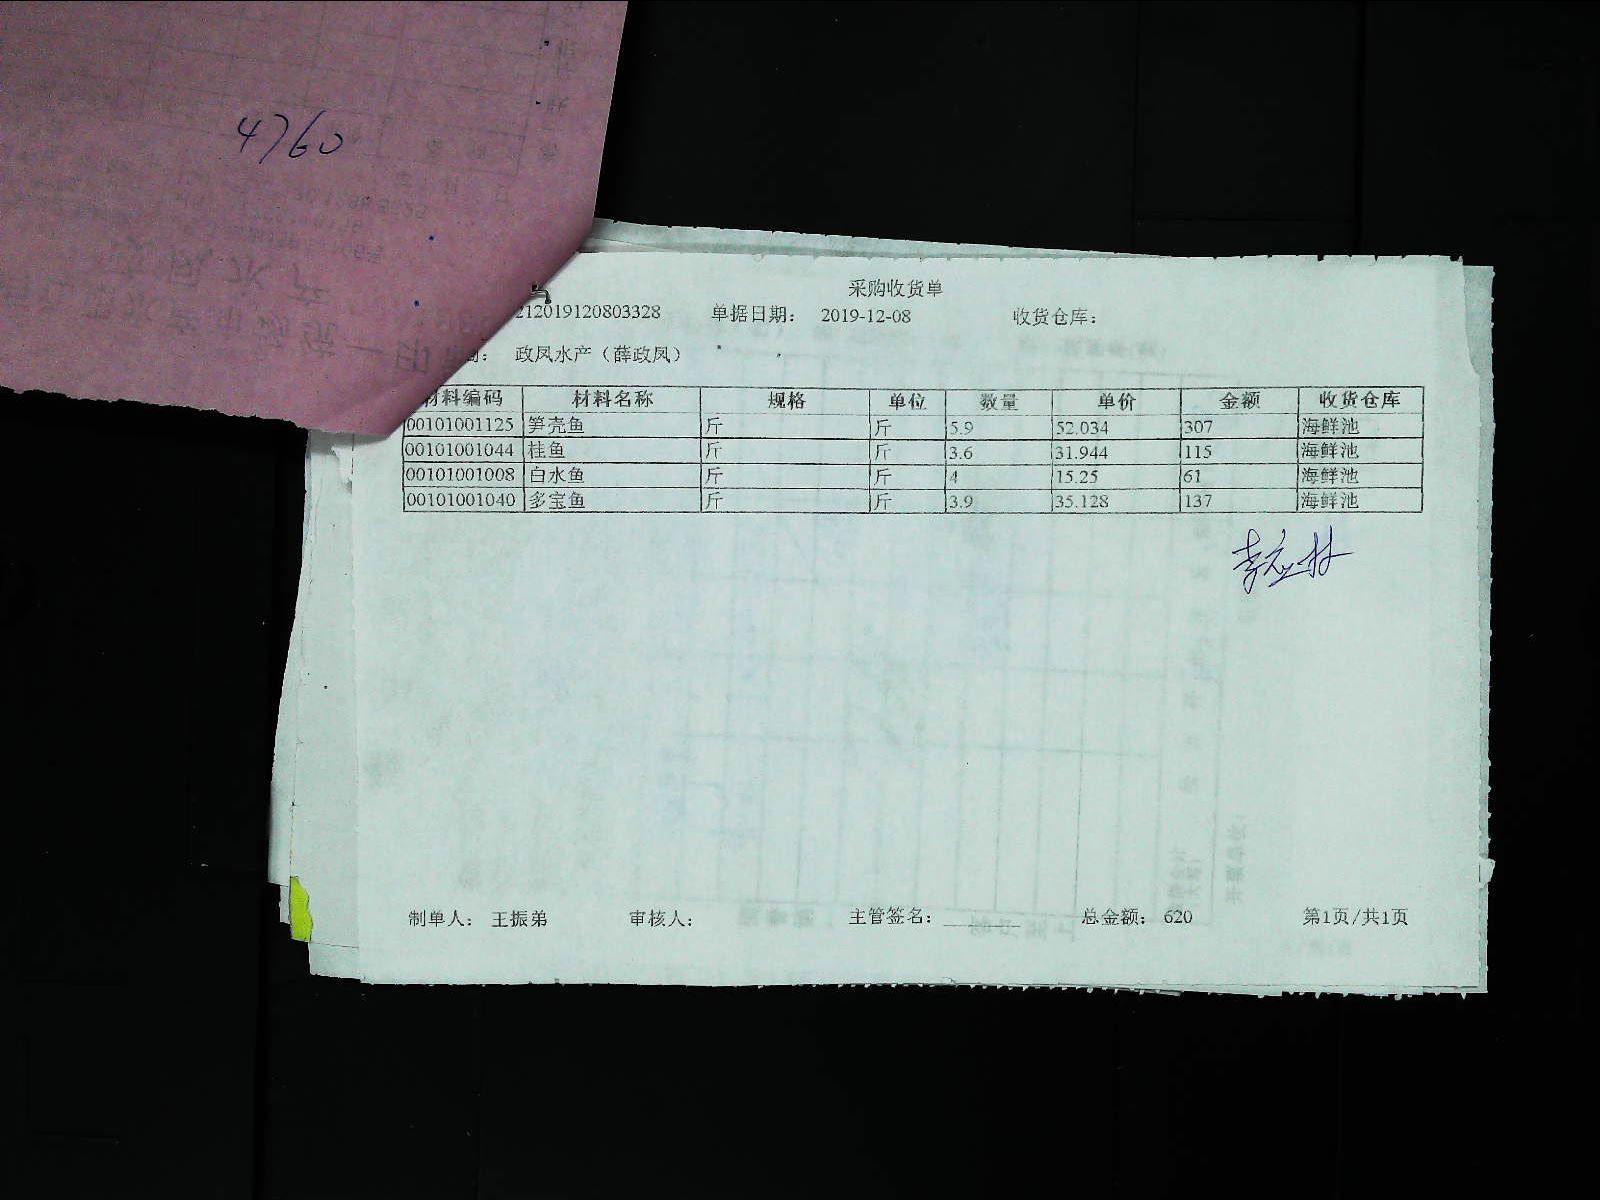 4760
采购收货单
212019120803328 单据日期: 2019-12-08 收货仓库:
政凤水产（薛政凤）
材料编码 材料名称 规格 单位 数量 单价 金额 收货仓库
00101001125 笋壳鱼 斤 斤 5.9 52.034 307 海鲜池
00101001044 桂鱼 斤 斤 3.6 31.944 115 海鲜池
00101001008 白水鱼 斤 斤 4 15.25 61 海鲜池
00101001040 多宝鱼 斤 斤 3.9 35.128 137 海鲜池
制单人: 王振弟 审核人: 主管签名: 总金额: 620 第1页/共1页